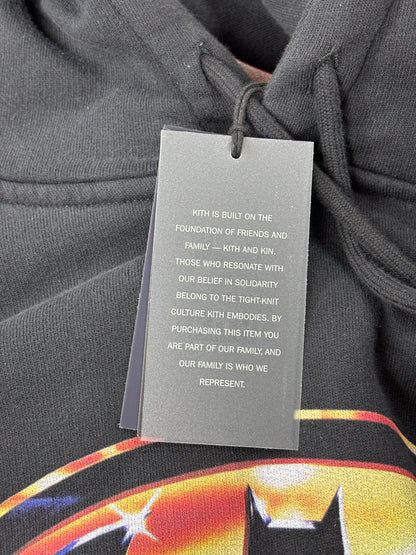 KITH IS BUILT ON THE
FOUNDATION OF FRIENDS AND
FAMILY — KITH AND KIN.
THOSE WHO RESONATE WITH
OUR BELIEF IN SOLIDARITY
BELONG TO THE TIGHT-KNIT
CULTURE KITH EMBODIES. BY
PURCHASING THIS ITEM YOU
ARE PART OF OUR FAMILY, AND
OUR FAMILY IS WHO WE
REPRESENT.